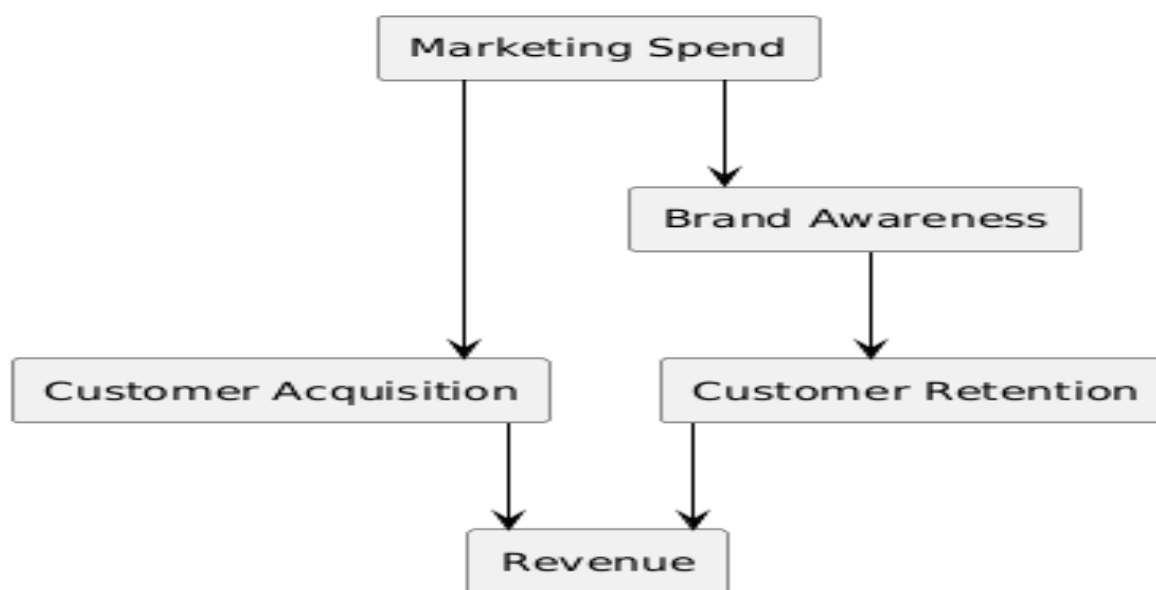 Marketing Spend
Brand Awareness
Customer Acquisition
Customer Retention
Revenue